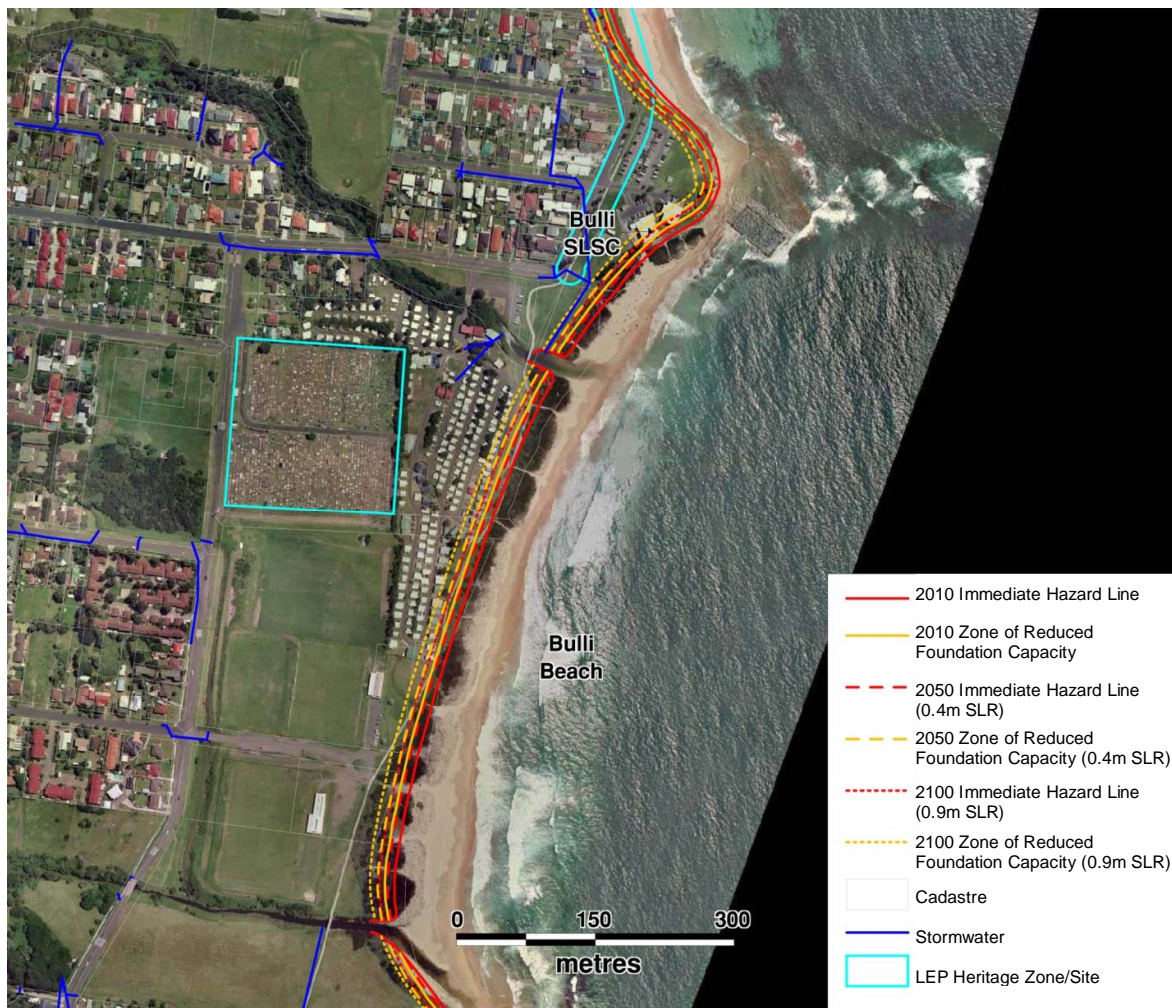 Bulli
SLSC
Bulli
Beach
0 150 300
metres
2010 Immediate Hazard Line
2010 Zone of Reduced
Foundation Capacity
2050 Immediate Hazard Line
(0.4m SLR)
2050 Zone of Reduced
Foundation Capacity (0.4m SLR)
2100 Immediate Hazard Line
(0.9m SLR)
2100 Zone of Reduced
Foundation Capacity (0.9m SLR)
Cadastre
Stormwater
LEP Heritage Zone/Site